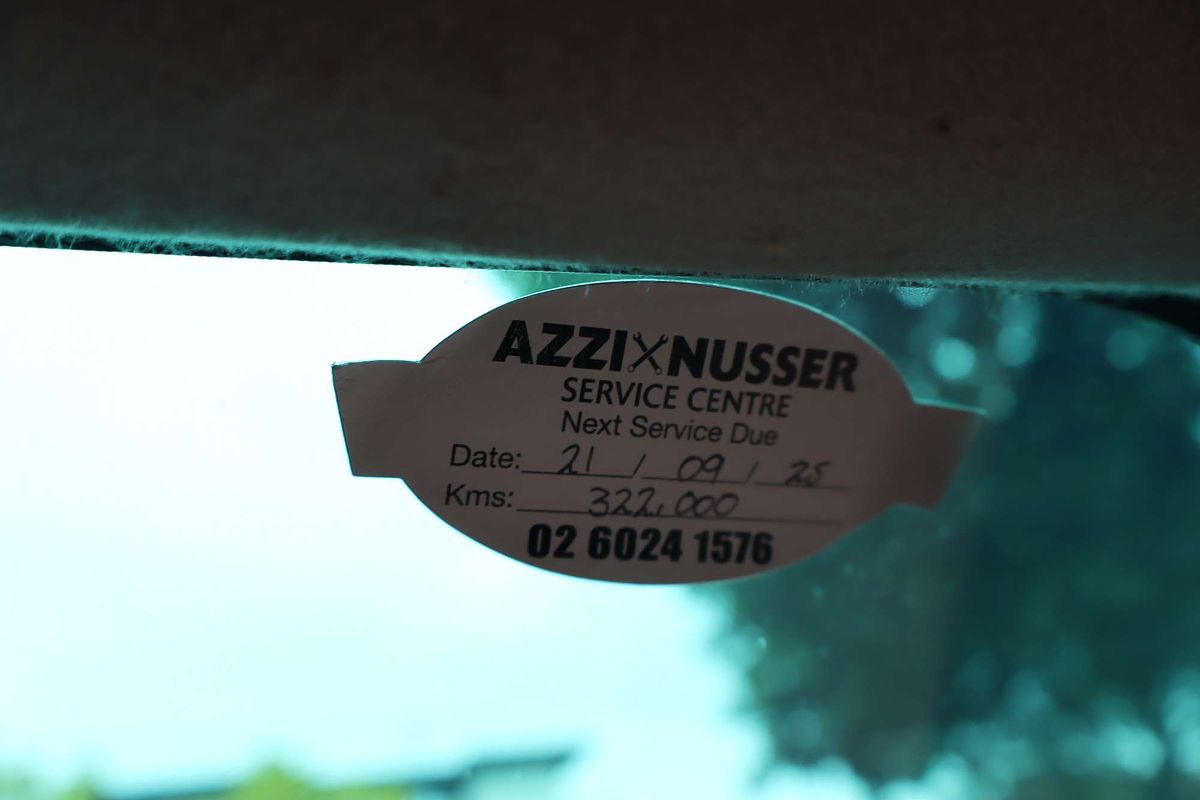 AZZI NUSSER
SERVICE CENTRE
Next Service Due
Date: 21 / 09 / 25
Kms: 322,000
02 6024 1576